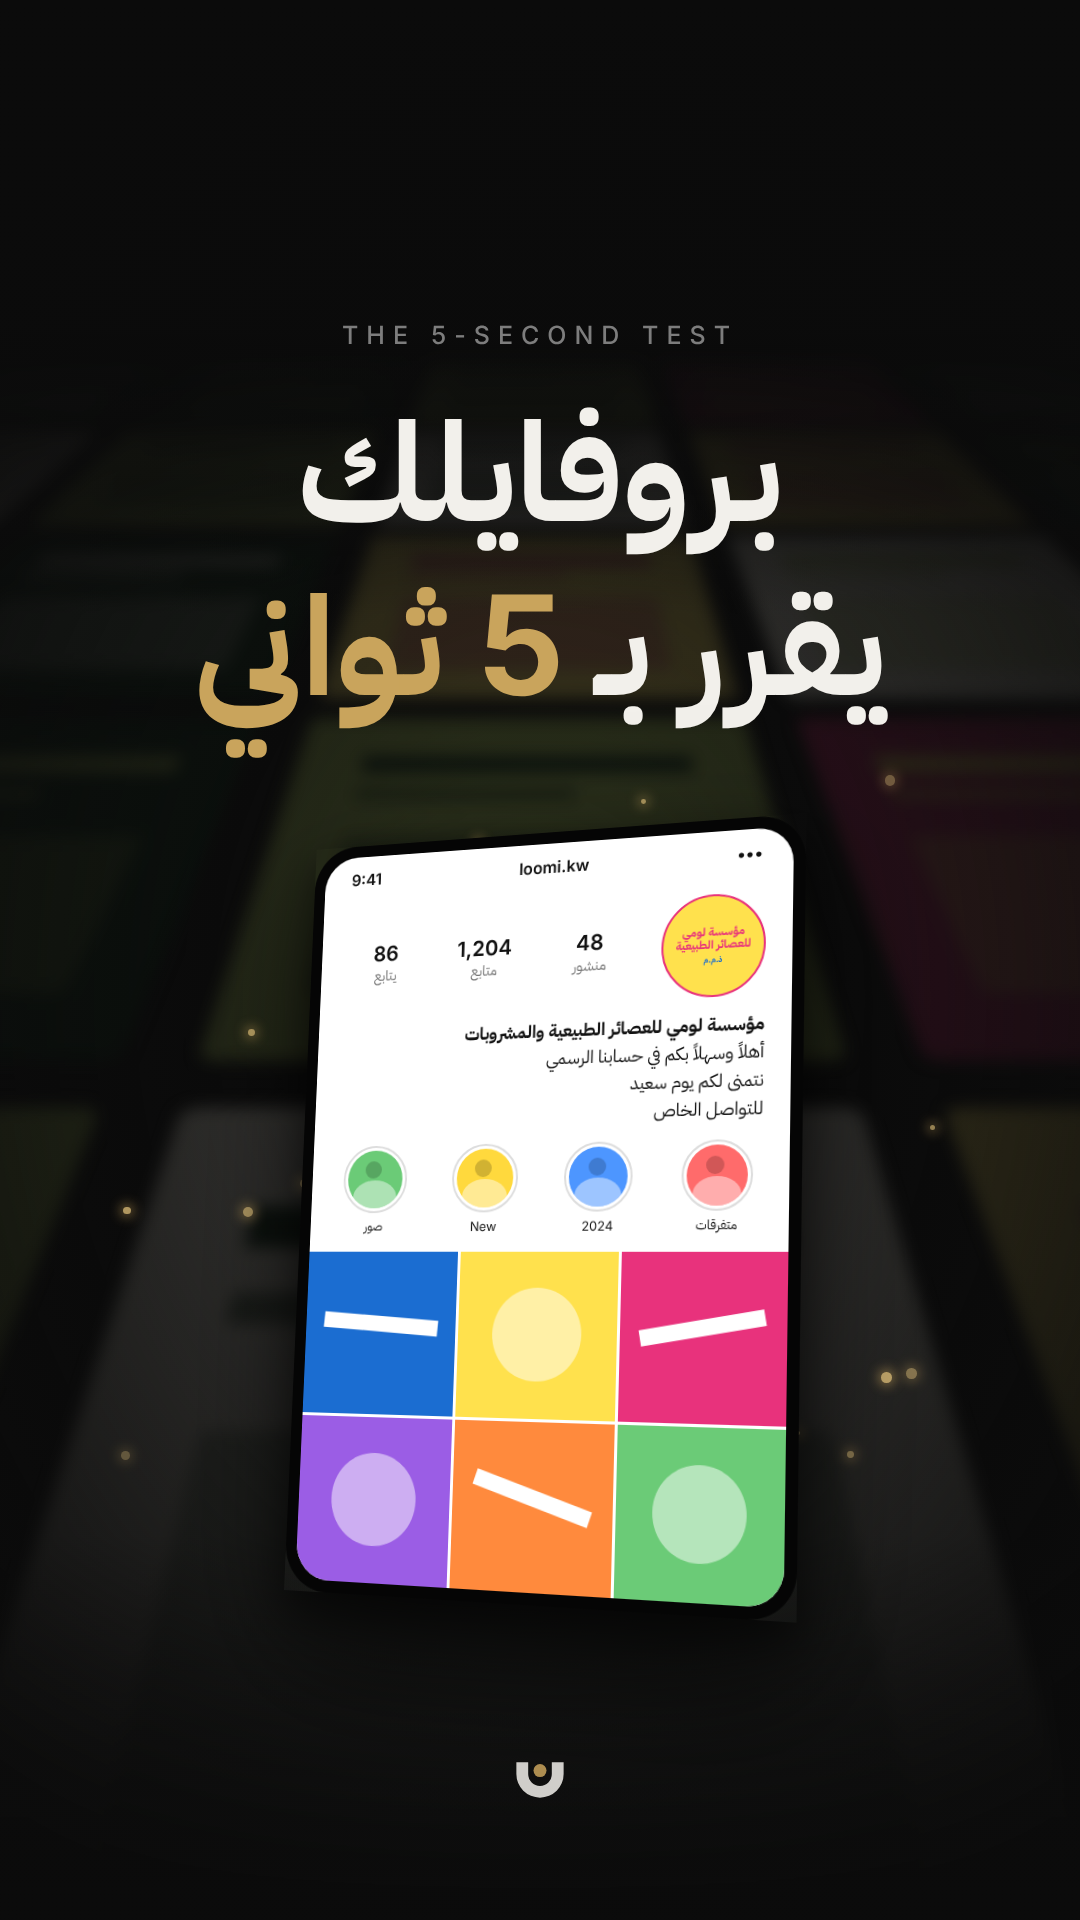 THE 5-SECOND TEST
بروفايلك
يقرر بـ 5 ثواني
9:41
loomi.kw
•••
مؤسسة لومي
للعصائر الطبيعية
ذ.م.م
48
منشور
1,204
متابع
86
يتابع
مؤسسة لومي للعصائر الطبيعية والمشروبات
أهلاً وسهلاً بكم في حسابنا الرسمي
نتمنى لكم يوم سعيد
للتواصل الخاص
متفرقات
2024
New
صور